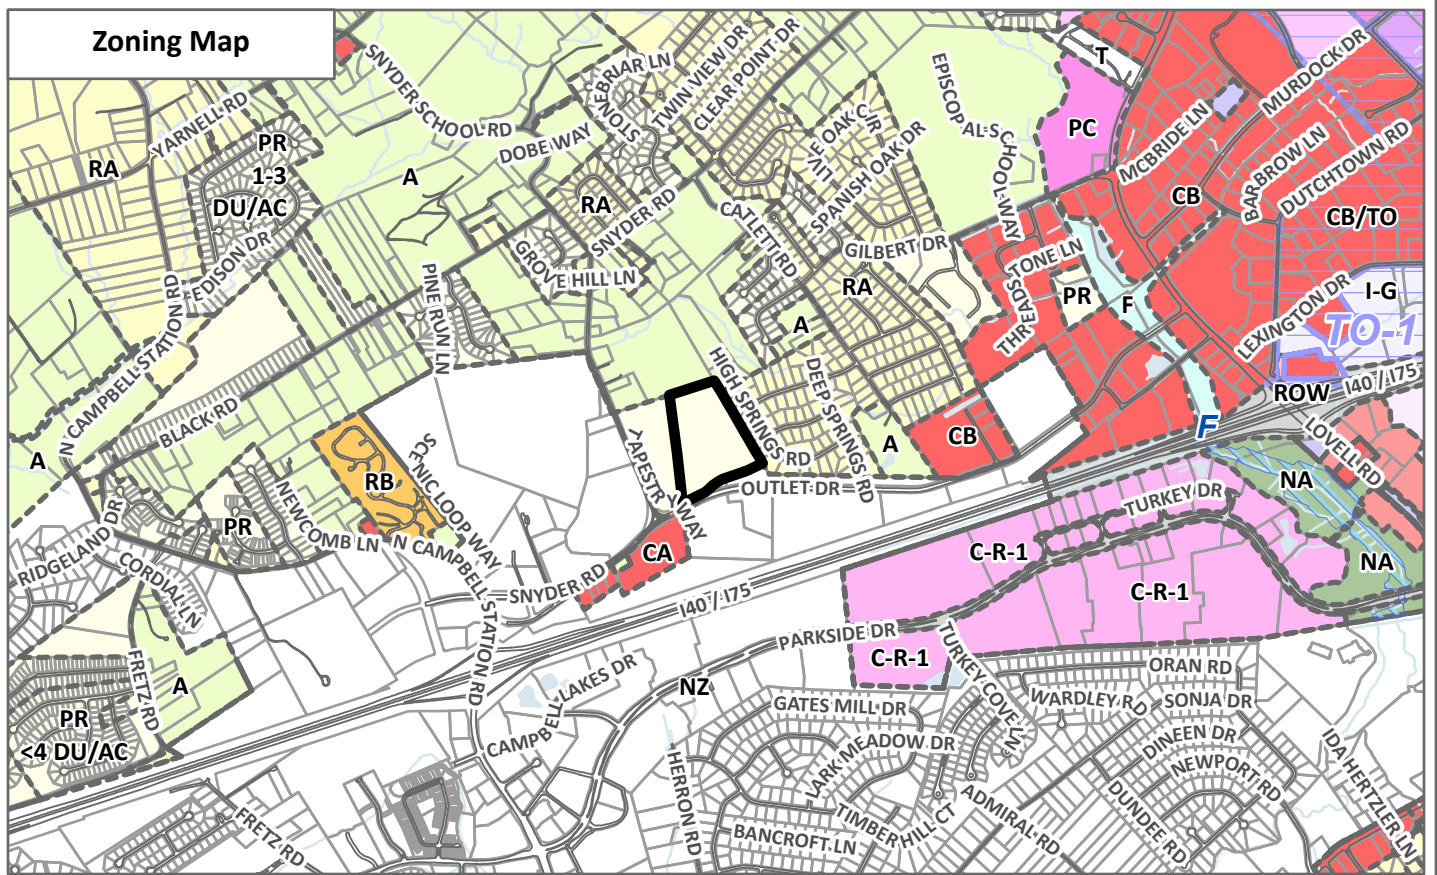 Zoning Map
SNYDER SCHOOL RD
STONEBRIAR LN
TWIN VIEW DR
CLEAR POINT DR
EPISCOPAL SCHOOL WAY
T
MURDOCK DR
YARNELL RD
PR
1-3
DU/AC
RA
A
DOBE WAY
LIVE OAK CIR
SPANISH OAK DR
PC
MCBRIDE LN
BARBROW LN
DUTCHTOWN RD
CB
CB/TO
RA
SNYDER RD
CATLETT RD
GILBERT DR
STONE LN
THREADS
EDISON DR
GROVE HILL LN
PINE RUN LN
RA
PR
F
I-G
LEXINGTON DR
TO-1
N CAMPBELL STATION RD
A
HIGH SPRINGS RD
DEEP SPRINGS RD
ROW
I40 / I75
BLACK RD
A
CB
A
F
LOVELL RD
RB
SCENIC LOOP WAY
TAPESTRY WAY
OUTLET DR
NA
TURKEY DR
PR
NEWCOMB LN
N CAMPBELL STATION RD
CA
C-R-1
NA
RIDGELAND DR
CORDIAL LN
SNYDER RD
I40 / I75
C-R-1
PARKSIDE DR
C-R-1
TURKEY COVE LN
ORAN RD
FRETZ RD
A
NZ
WARDLEY RD
SONJA DR
PR
<4 DU/AC
CAMPBELL LAKES DR
GATES MILL DR
LARK MEADOW DR
DINEEN DR
NEWPORT RD
IDA HERTZLER LN
HERRON RD
TIMBERHILL CT
ADMIRAL RD
DUNDEE RD
FRETZ RD
BANCROFT LN